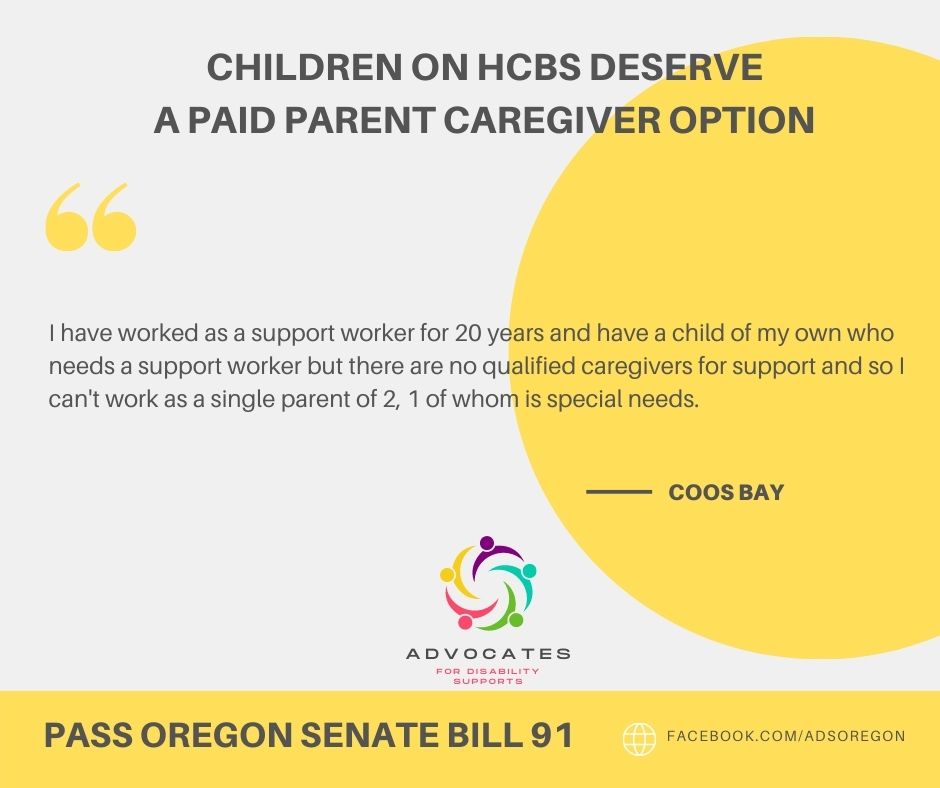 CHILDREN ON HCBS DESERVE
A PAID PARENT CAREGIVER OPTION
I have worked as a support worker for 20 years and have a child of my own who
needs a support worker but there are no qualified caregivers for support and so I
can't work as a single parent of 2, 1 of whom is special needs.
COOS BAY
ADVOCATES
FOR DISABILITY
SUPPORTS
PASS OREGON SENATE BILL 91
FACEBOOK.COM/ADSOREGON